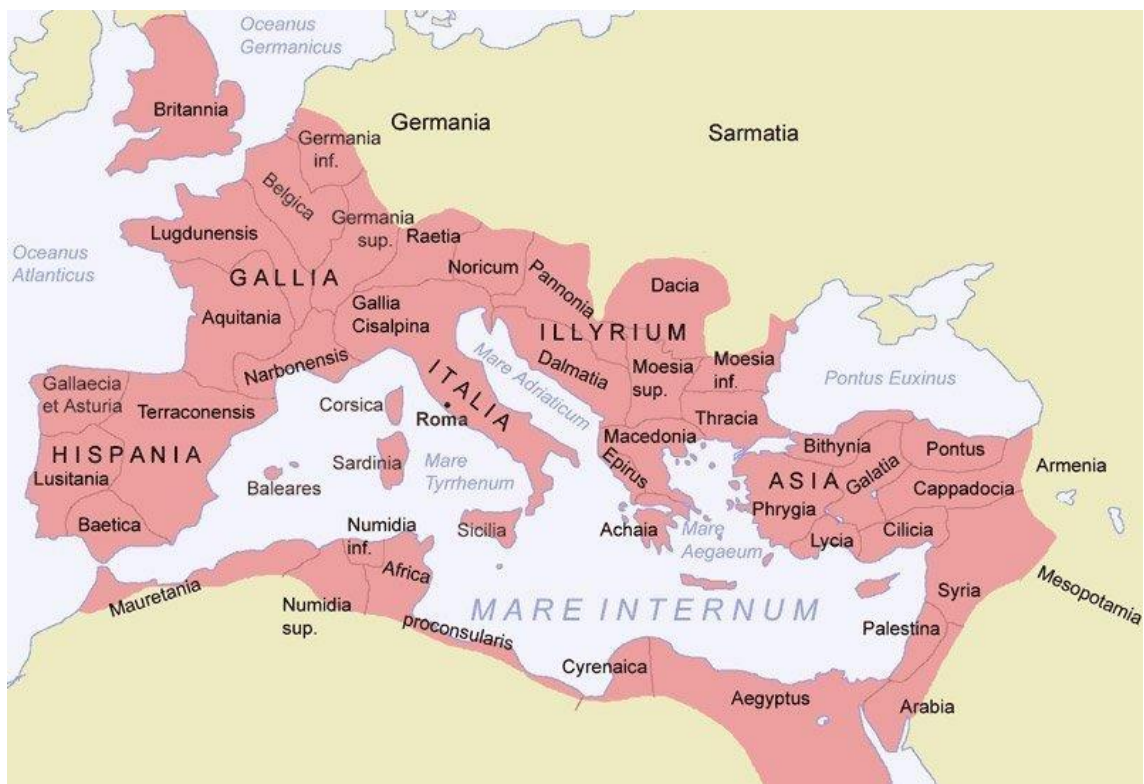 Oceanus
Germanicus
Britannia
Germania
Sarmatia
Germania
inf.
Belgica
Germania
sup.
Lugdunensis
Raetia
Oceanus
Atlanticus
GALLIA
Noricum
Pannonia
Dacia
Gallia
Cisalpina
Aquitania
ILLYRIUM
Narbonensis
Mare Adriaticum
Dalmatia
Moesia
sup.
Moesia
inf.
Pontus Euxinus
Gallaecia
et Asturia
Terraconensis
Corsica
ITALIA
Roma
Thracia
Macedonia
Bithynia
Pontus
HISPANIA
Sardinia
Mare
Tyrrhenum
Epirus
ASIA
Galatia
Armenia
Lusitania
Baleares
Phrygia
Cappadocia
Baetica
Numidia
inf.
Sicilia
Achaia
Mare
Aegaeum
Lycia
Cilicia
Africa
proconsularis
Mauretania
Numidia
sup.
MARE INTERNUM
Syria
Mesopotamia
Palestina
Cyrenaica
Aegyptus
Arabia